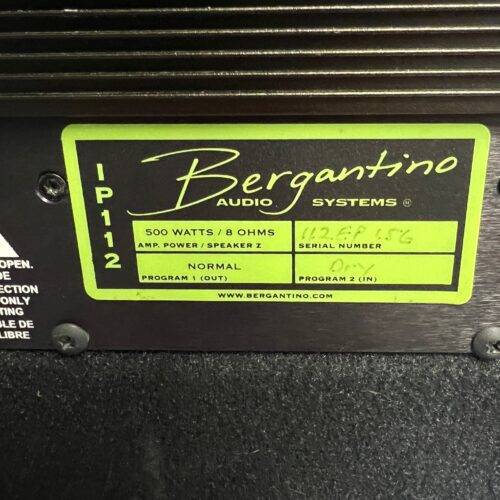 IP112
Bergantino
AUDIO SYSTEMS ®
500 WATTS / 8 OHMS
AMP. POWER / SPEAKER Z
SERIAL NUMBER
NORMAL
PROGRAM 1 (OUT)
PROGRAM 2 (IN)
WWW.BERGANTINO.COM
OPEN.
DE
ECTION
ONLY
TING
BLE DE
LIBRE